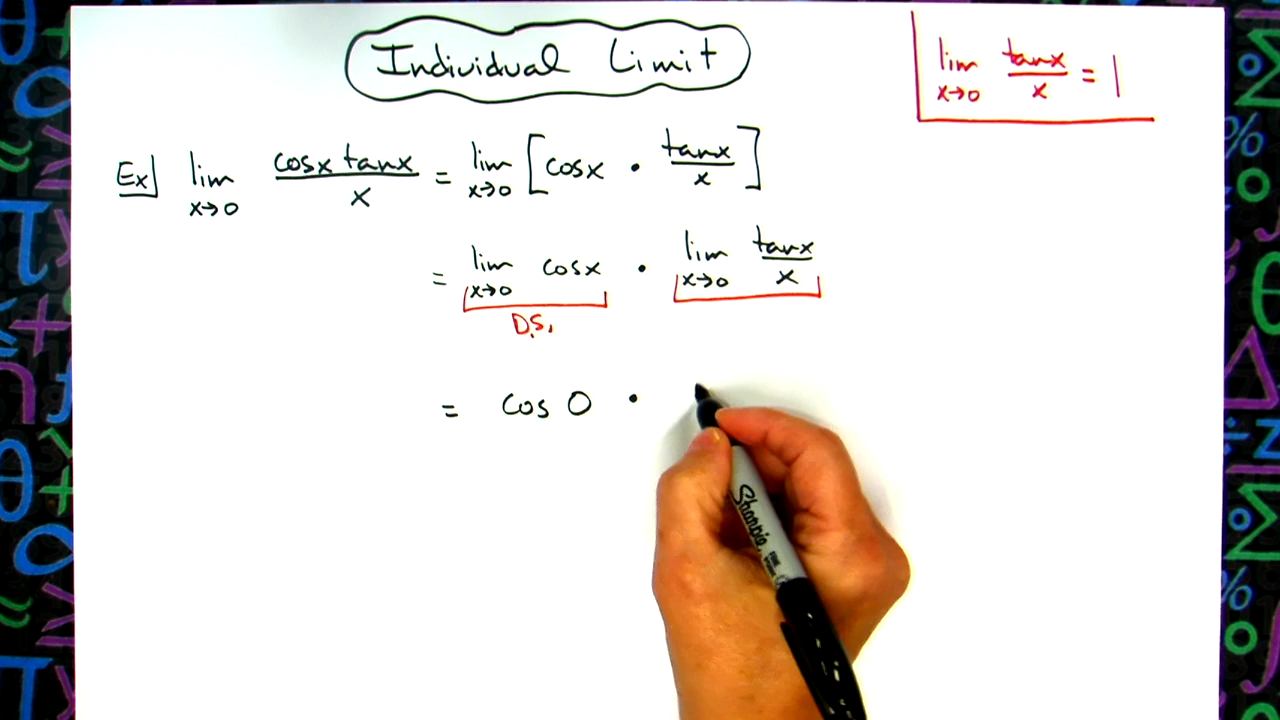 Individual Limit
lim x→0 tanx/x = 1
Ex] lim x→0 cosx tanx/x = lim x→0 [cosx • tanx/x]
= lim x→0 cosx • lim x→0 tanx/x
D.S.
= cos 0 •
Sharpie